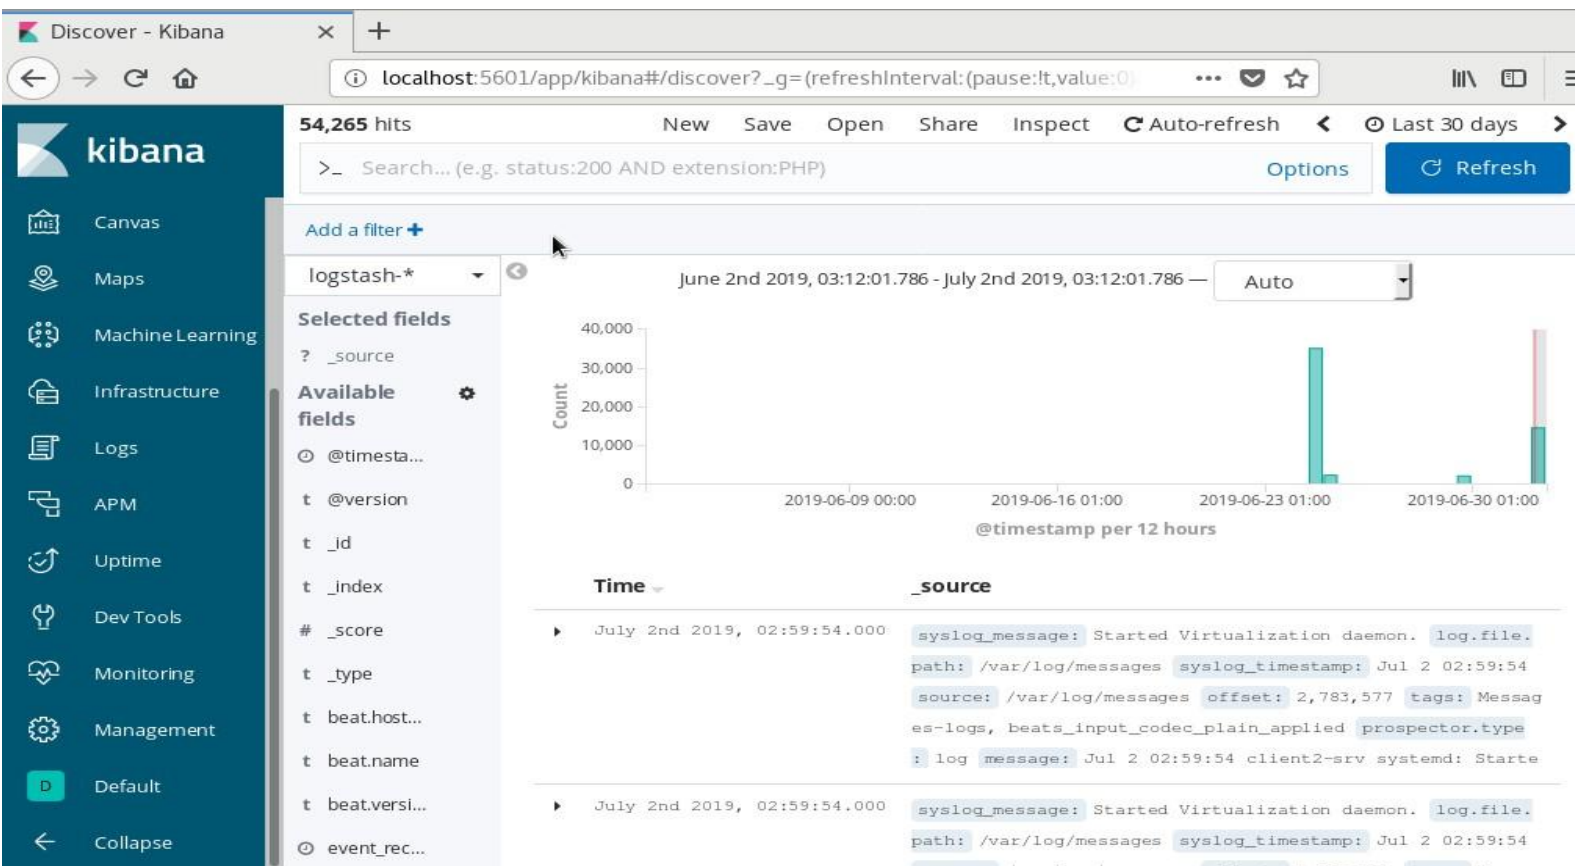 Discover - Kibana
localhost:5601/app/kibana#/discover?_g=(refreshInterval:(pause:!t,value:0)
kibana
Canvas
Maps
Machine Learning
Infrastructure
Logs
APM
Uptime
Dev Tools
Monitoring
Management
D Default
Collapse
54,265 hits New Save Open Share Inspect Auto-refresh Last 30 days
>_ Search... (e.g. status:200 AND extension:PHP) Options Refresh
Add a filter +
logstash-*
Selected fields
? _source
Available
fields
@timesta...
t @version
t _id
t _index
# _score
t _type
t beat.host...
t beat.name
t beat.versi...
event_rec...
June 2nd 2019, 03:12:01.786 - July 2nd 2019, 03:12:01.786 — Auto
Count
40,000
30,000
20,000
10,000
0
2019-06-09 00:00 2019-06-16 01:00 2019-06-23 01:00 2019-06-30 01:00
@timestamp per 12 hours
Time _source
July 2nd 2019, 02:59:54.000 syslog_message: Started Virtualization daemon. log.file.
path: /var/log/messages syslog_timestamp: Jul 2 02:59:54
source: /var/log/messages offset: 2,783,577 tags: Messag
es-logs, beats_input_codec_plain_applied prospector.type
: log message: Jul 2 02:59:54 client2-srv systemd: Starte
July 2nd 2019, 02:59:54.000 syslog_message: Started Virtualization daemon. log.file.
path: /var/log/messages syslog_timestamp: Jul 2 02:59:54